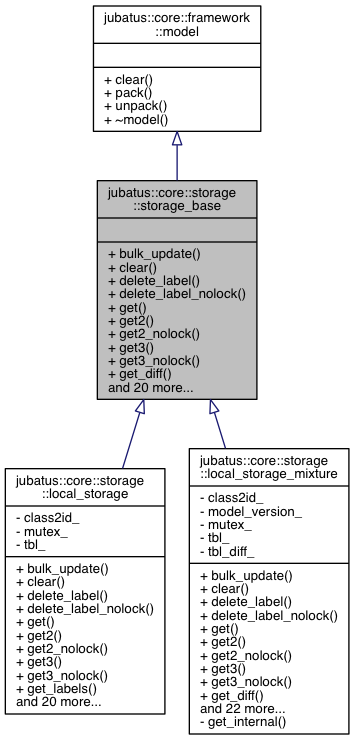 jubatus::core::framework
::model
+ clear()
+ pack()
+ unpack()
+ ~model()
jubatus::core::storage
::storage_base
+ bulk_update()
+ clear()
+ delete_label()
+ delete_label_nolock()
+ get()
+ get2()
+ get2_nolock()
+ get3()
+ get3_nolock()
+ get_diff()
and 20 more...
jubatus::core::storage
::local_storage
- class2id_
- mutex_
- tbl_
+ bulk_update()
+ clear()
+ delete_label()
+ delete_label_nolock()
+ get()
+ get2()
+ get2_nolock()
+ get3()
+ get3_nolock()
+ get_labels()
and 20 more...
jubatus::core::storage
::local_storage_mixture
- class2id_
- model_version_
- mutex_
- tbl_
- tbl_diff_
+ bulk_update()
+ clear()
+ delete_label()
+ delete_label_nolock()
+ get()
+ get2()
+ get2_nolock()
+ get3()
+ get3_nolock()
+ get_diff()
and 22 more...
- get_internal()